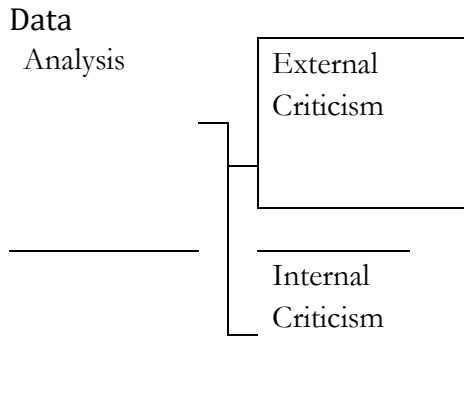 Data
Analysis
External
Criticism
Internal
Criticism